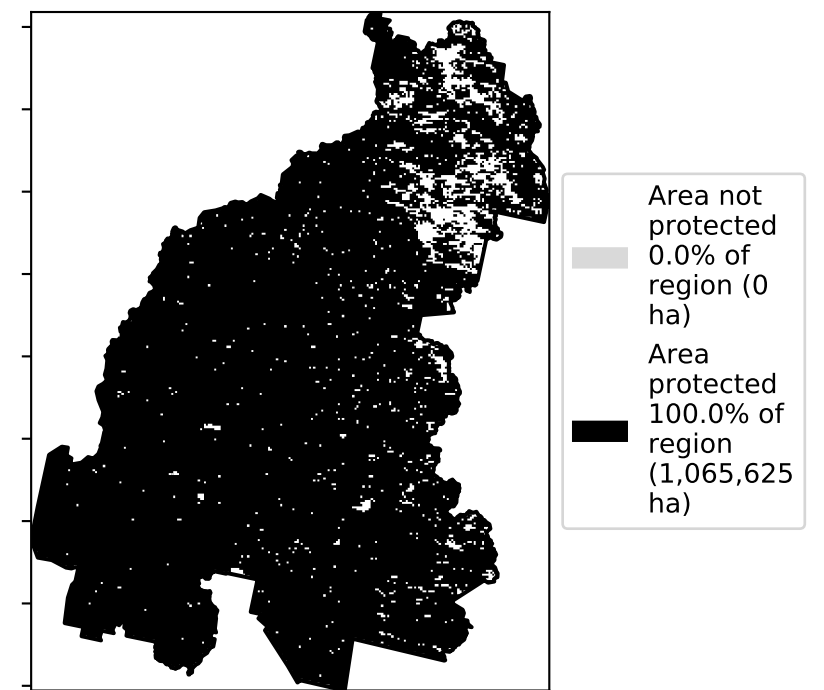 Area not
protected
0.0% of
region (0
ha)
Area
protected
100.0% of
region
(1,065,625
ha)